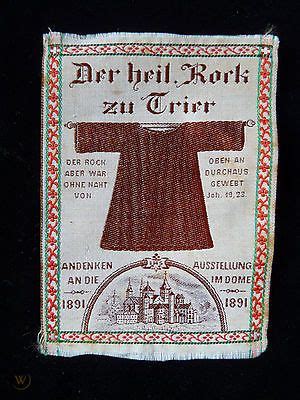 Der heil. Rock
zu Trier
DER ROCK
ABER WAR
OHNE NAHT
VON
OBEN AN
DURCHAUS
GEWEBT
Joh. 19,23.
ANDENKEN
AN DIE
AUSSTELLUNG
IM DOME
1891
1891
W